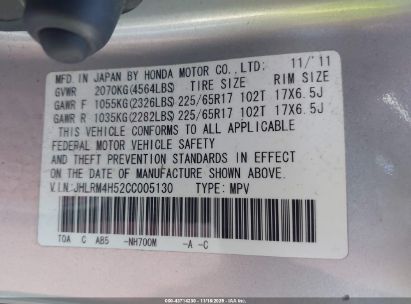 MFD. IN JAPAN BY HONDA MOTOR CO., LTD. 11/'11
GVWR 2070KG(4564LBS) TIRE SIZE RIM SIZE
GAWR F 1055KG(2326LBS) 225/65R17 102T 17X6.5J
GAWR R 1035KG(2282LBS) 225/65R17 102T 17X6.5J
THIS VEHICLE CONFORMS TO ALL APPLICABLE
FEDERAL MOTOR VEHICLE SAFETY
AND THEFT PREVENTION STANDARDS IN EFFECT
ON THE DATE OF MANUFACTURE SHOWN ABOVE.
V.I.N: JHLRM4H52CC005130 TYPE: MPV
TOA C AB5 -NH700M -A -C